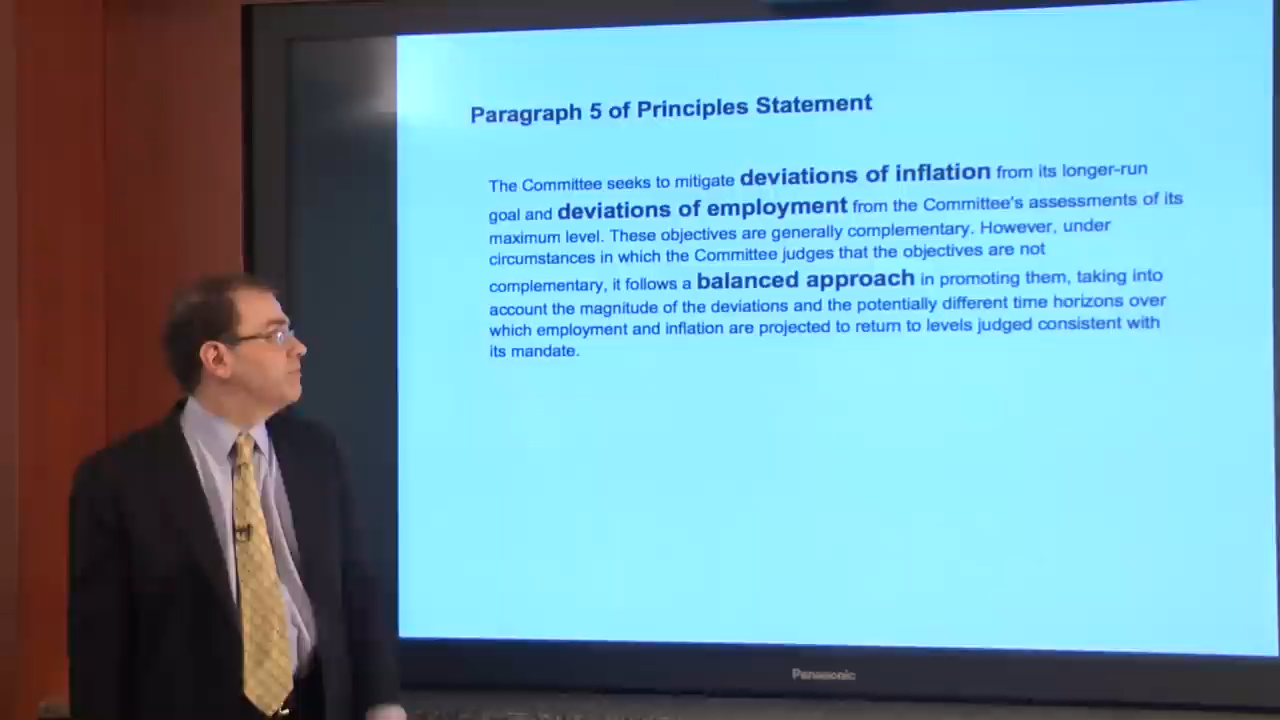 Paragraph 5 of Principles Statement
The Committee seeks to mitigate deviations of inflation from its longer-run
goal and deviations of employment from the Committee's assessments of its
maximum level. These objectives are generally complementary. However, under
circumstances in which the Committee judges that the objectives are not
complementary, it follows a balanced approach in promoting them, taking into
account the magnitude of the deviations and the potentially different time horizons over
which employment and inflation are projected to return to levels judged consistent with
its mandate.
Panasonic